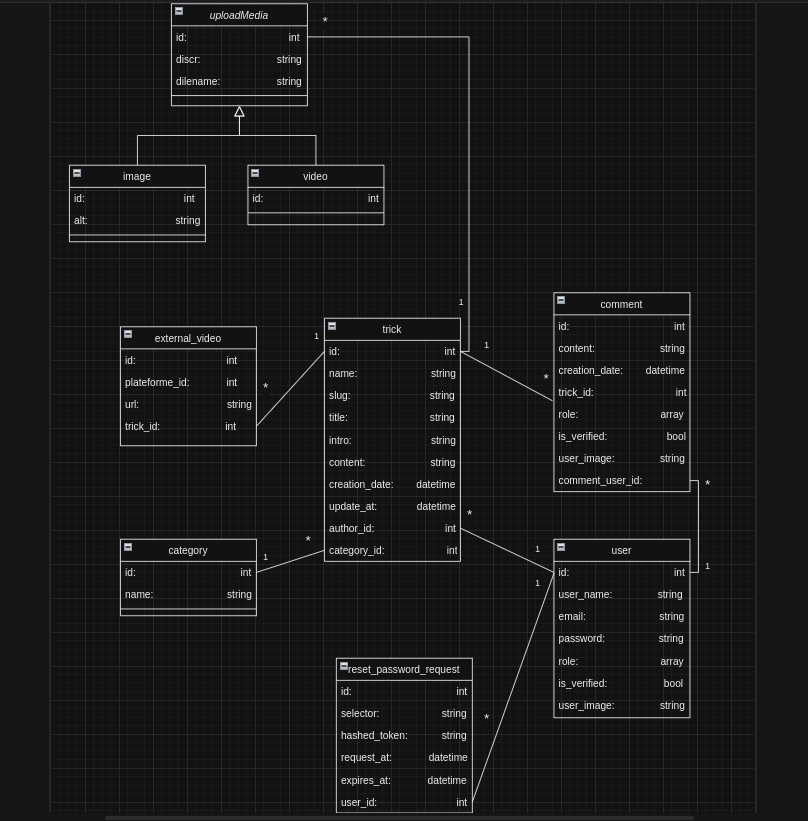 uploadMedia
*
id: int
discr: string
dilename: string
image
id: int
alt: string
video
id: int
1
external_video
id: int
plateforme_id: int
url: string
trick_id: int
1
*
trick
id: int
name: string
slug: string
title: string
intro: string
content: string
creation_date: datetime
update_at: datetime
author_id: int
category_id: int
1
*
comment
id: int
content: string
creation_date: datetime
trick_id: int
role: array
is_verified: bool
user_image: string
comment_user_id:
*
1
category
id: int
name: string
1
*
*
1
1
user
id: int
user_name: string
email: string
password: string
role: array
is_verified: bool
user_image: string
reset_password_request
id: int
selector: string
hashed_token: string
request_at: datetime
expires_at: datetime
user_id: int
*